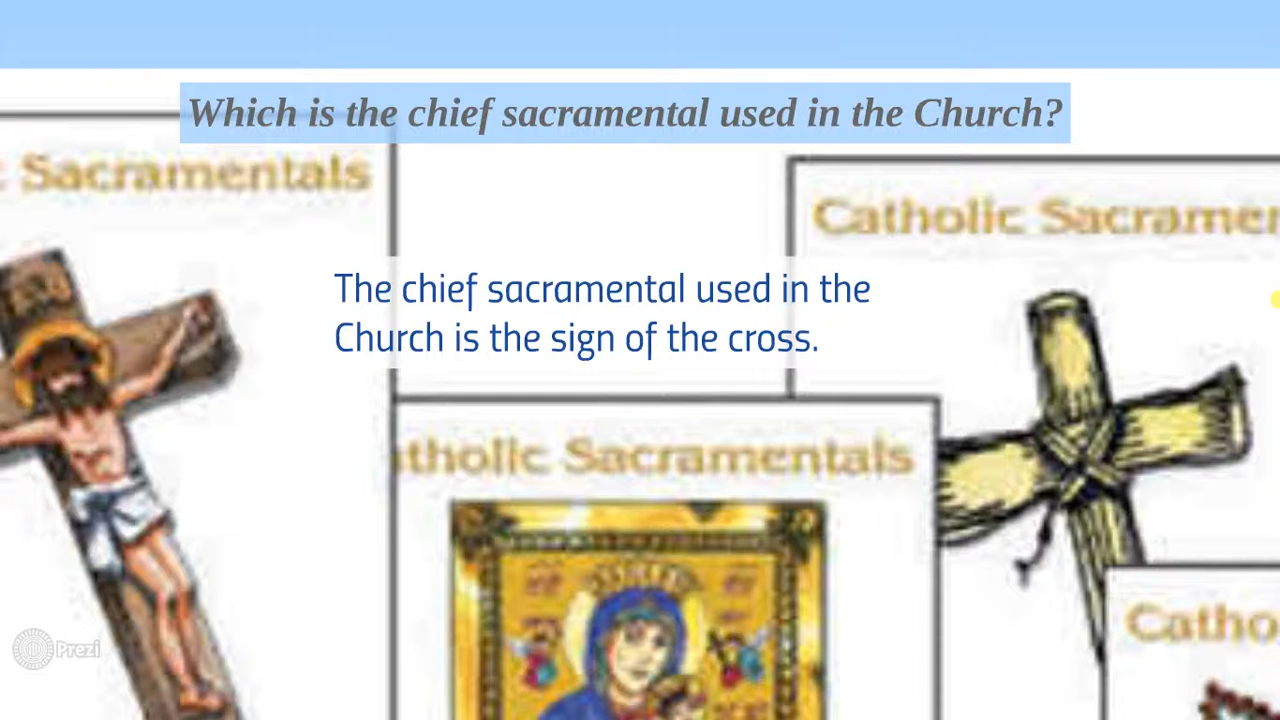 Which is the chief sacramental used in the Church?
Sacramentals
Catholic Sacramen
The chief sacramental used in the
Church is the sign of the cross.
tholic Sacramentals
Catho
Prezi